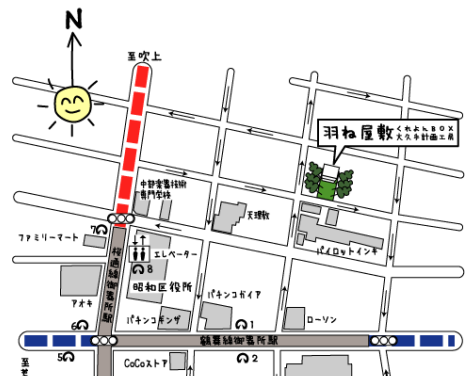 N
至吹上
羽ね屋敷
くれよんBOX
大久手計画工房
中部楽器技術
専門学校
天理教
7
ファミリーマート
エレベーター
8
パイロットインキ
昭和区役所
桜通線御器所駅
アオキ
パチンコギンザ
パチンコガイア
ローソン
6
1
鶴舞線御器所駅
5
CoCoストア
2
至